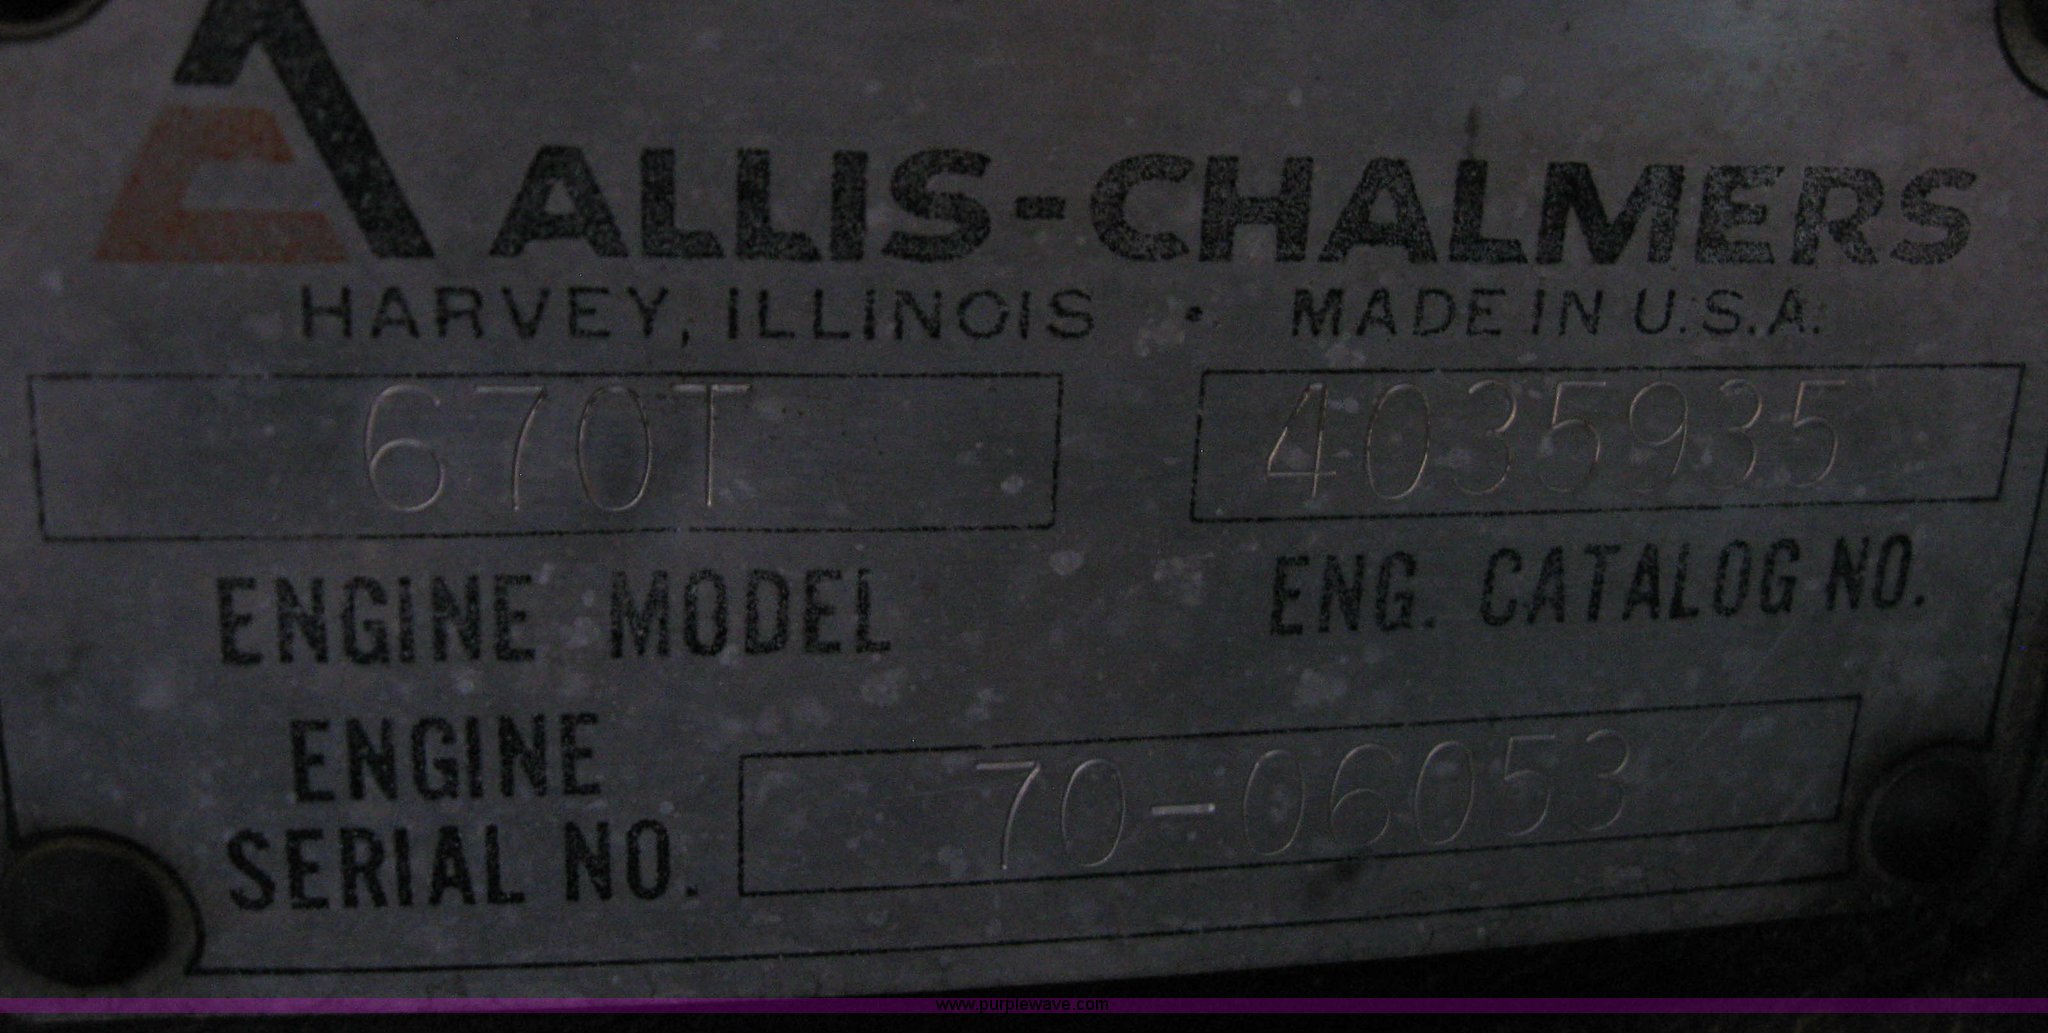 ALLIS-CHALMERS
HARVEY, ILLINOIS • MADE IN U.S.A.
670T 4035935
ENGINE MODEL ENG. CATALOG NO.
ENGINE
SERIAL NO. 70-06053
www.purplewave.com